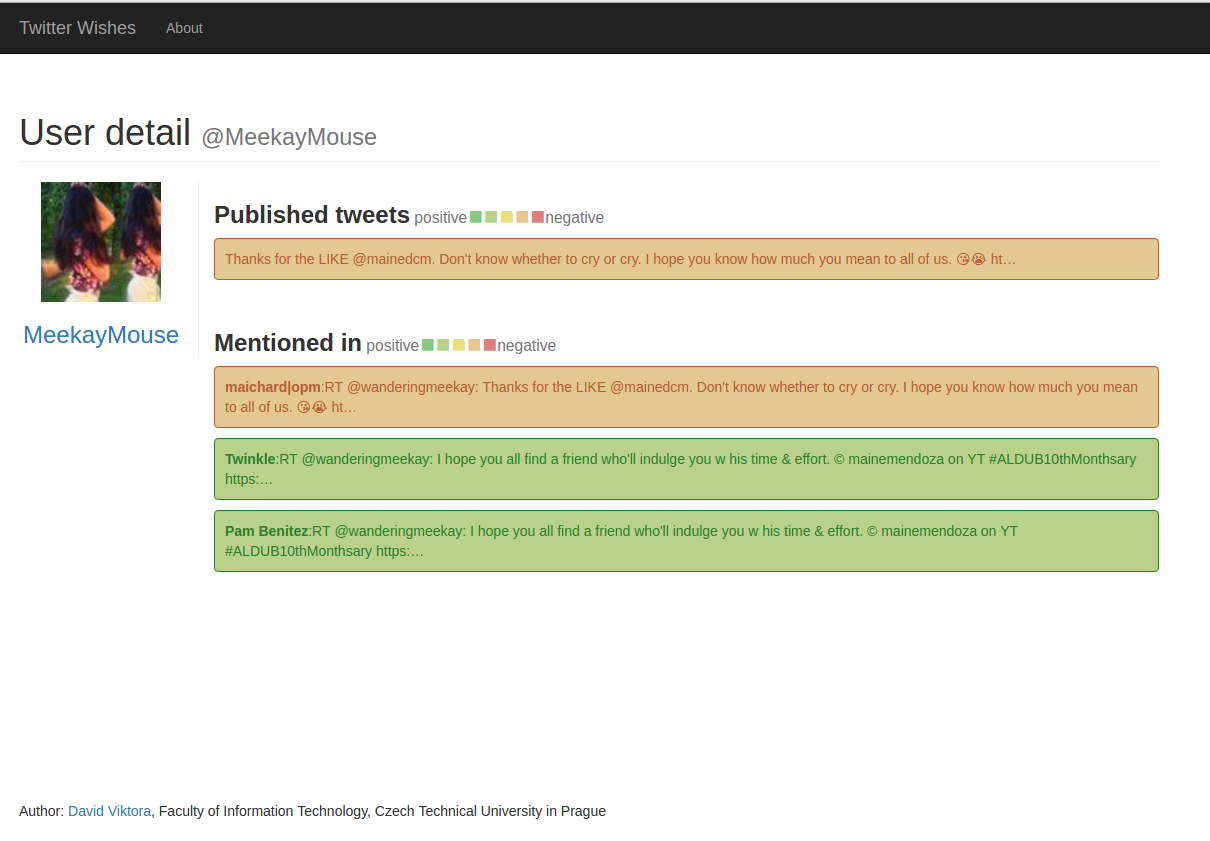 Twitter Wishes About
User detail @MeekayMouse
MeekayMouse
Published tweets positive negative
Thanks for the LIKE @mainedcm. Don't know whether to cry or cry. I hope you know how much you mean to all of us. 😘😭 ht…
Mentioned in positive negative
maichard|opm:RT @wanderingmeekay: Thanks for the LIKE @mainedcm. Don't know whether to cry or cry. I hope you know how much you mean
to all of us. 😘😭 ht…
Twinkle:RT @wanderingmeekay: I hope you all find a friend who'll indulge you w his time & effort. © mainemendoza on YT #ALDUB10thMonthsary
https:…
Pam Benitez:RT @wanderingmeekay: I hope you all find a friend who'll indulge you w his time & effort. © mainemendoza on YT
#ALDUB10thMonthsary https:…
Author: David Viktora, Faculty of Information Technology, Czech Technical University in Prague